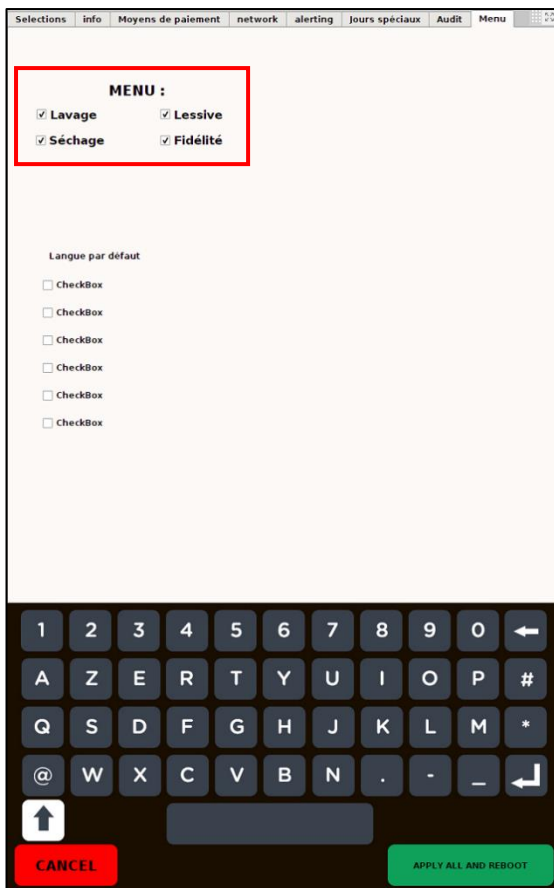 Selections info Moyens de paiement network alerting Jours spéciaux Audit Menu
MENU :
Lavage Lessive
Séchage Fidélité
Langue par défaut
CheckBox
CheckBox
CheckBox
CheckBox
CheckBox
CheckBox
1 2 3 4 5 6 7 8 9 0
A Z E R T Y U I O P #
Q S D F G H J K L M *
@ W X C V B N . - _
CANCEL APPLY ALL AND REBOOT